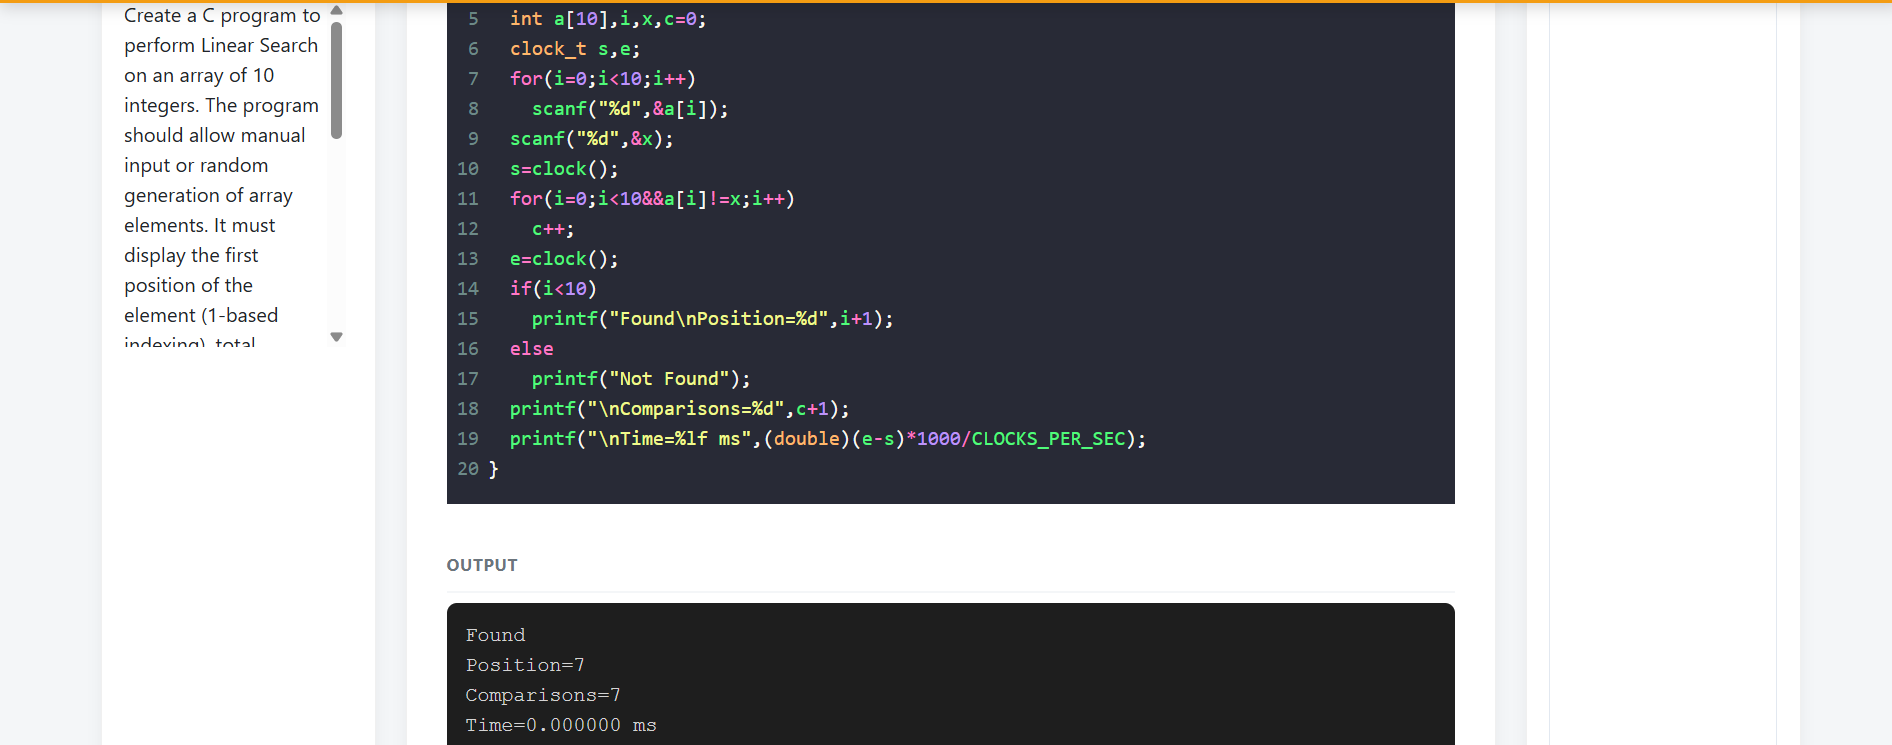 Create a C program to
perform Linear Search
on an array of 10
integers. The program
should allow manual
input or random
generation of array
elements. It must
display the first
position of the
element (1-based
indexing), total
5   int a[10],i,x,c=0;
6   clock_t s,e;
7   for(i=0;i<10;i++)
8     scanf("%d",&a[i]);
9   scanf("%d",&x);
10   s=clock();
11   for(i=0;i<10&&a[i]!=x;i++)
12     c++;
13   e=clock();
14   if(i<10)
15     printf("Found\nPosition=%d",i+1);
16   else
17     printf("Not Found");
18   printf("\nComparisons=%d",c+1);
19   printf("\nTime=%lf ms",(double)(e-s)*1000/CLOCKS_PER_SEC);
20 }
OUTPUT
Found
Position=7
Comparisons=7
Time=0.000000 ms